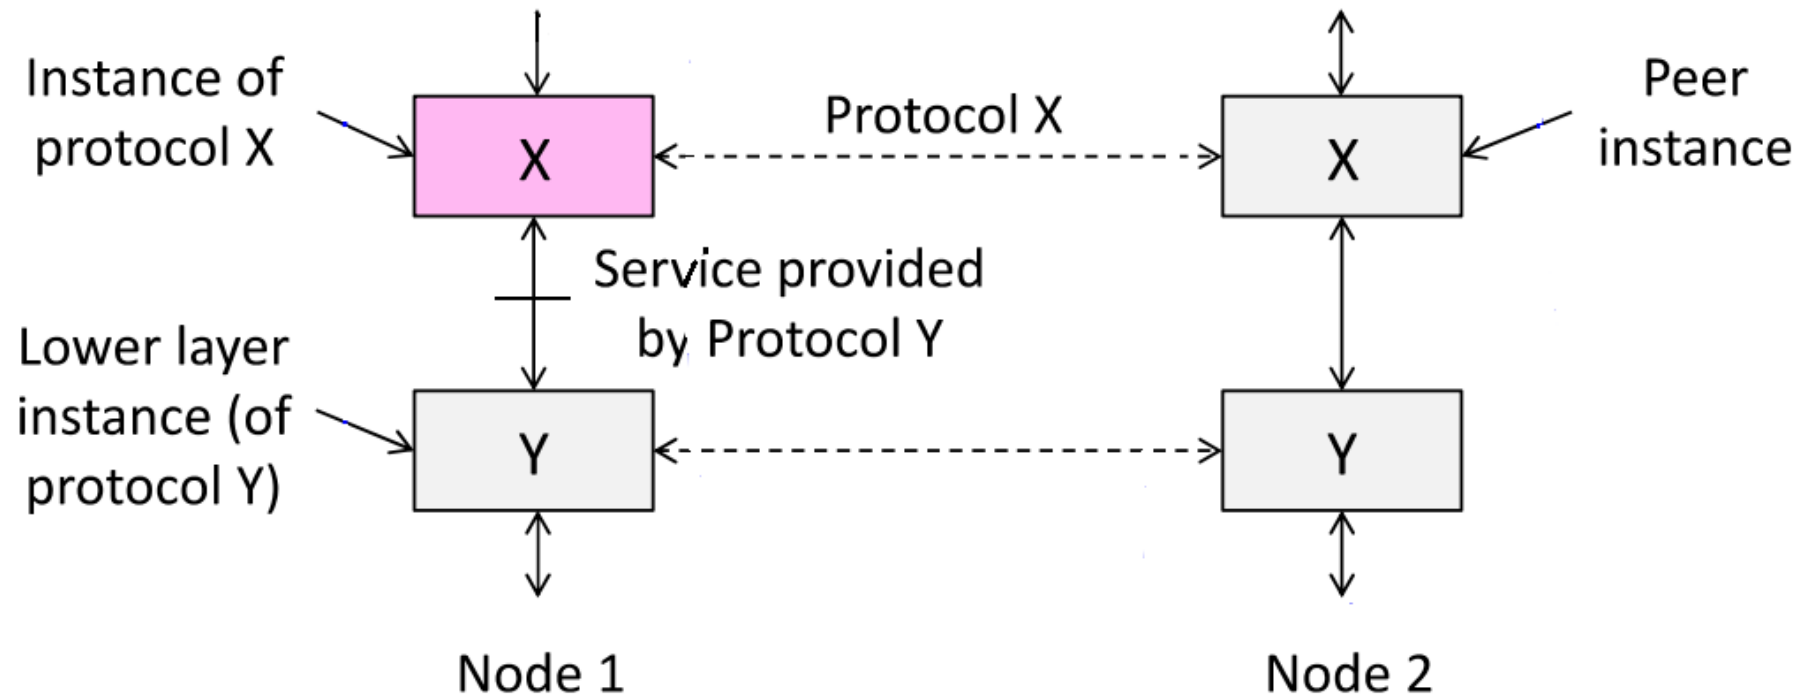 Instance of
protocol X
X
Protocol X
X
Peer
instance
Service provided
by Protocol Y
Lower layer
instance (of
protocol Y)
Y
Y
Node 1
Node 2